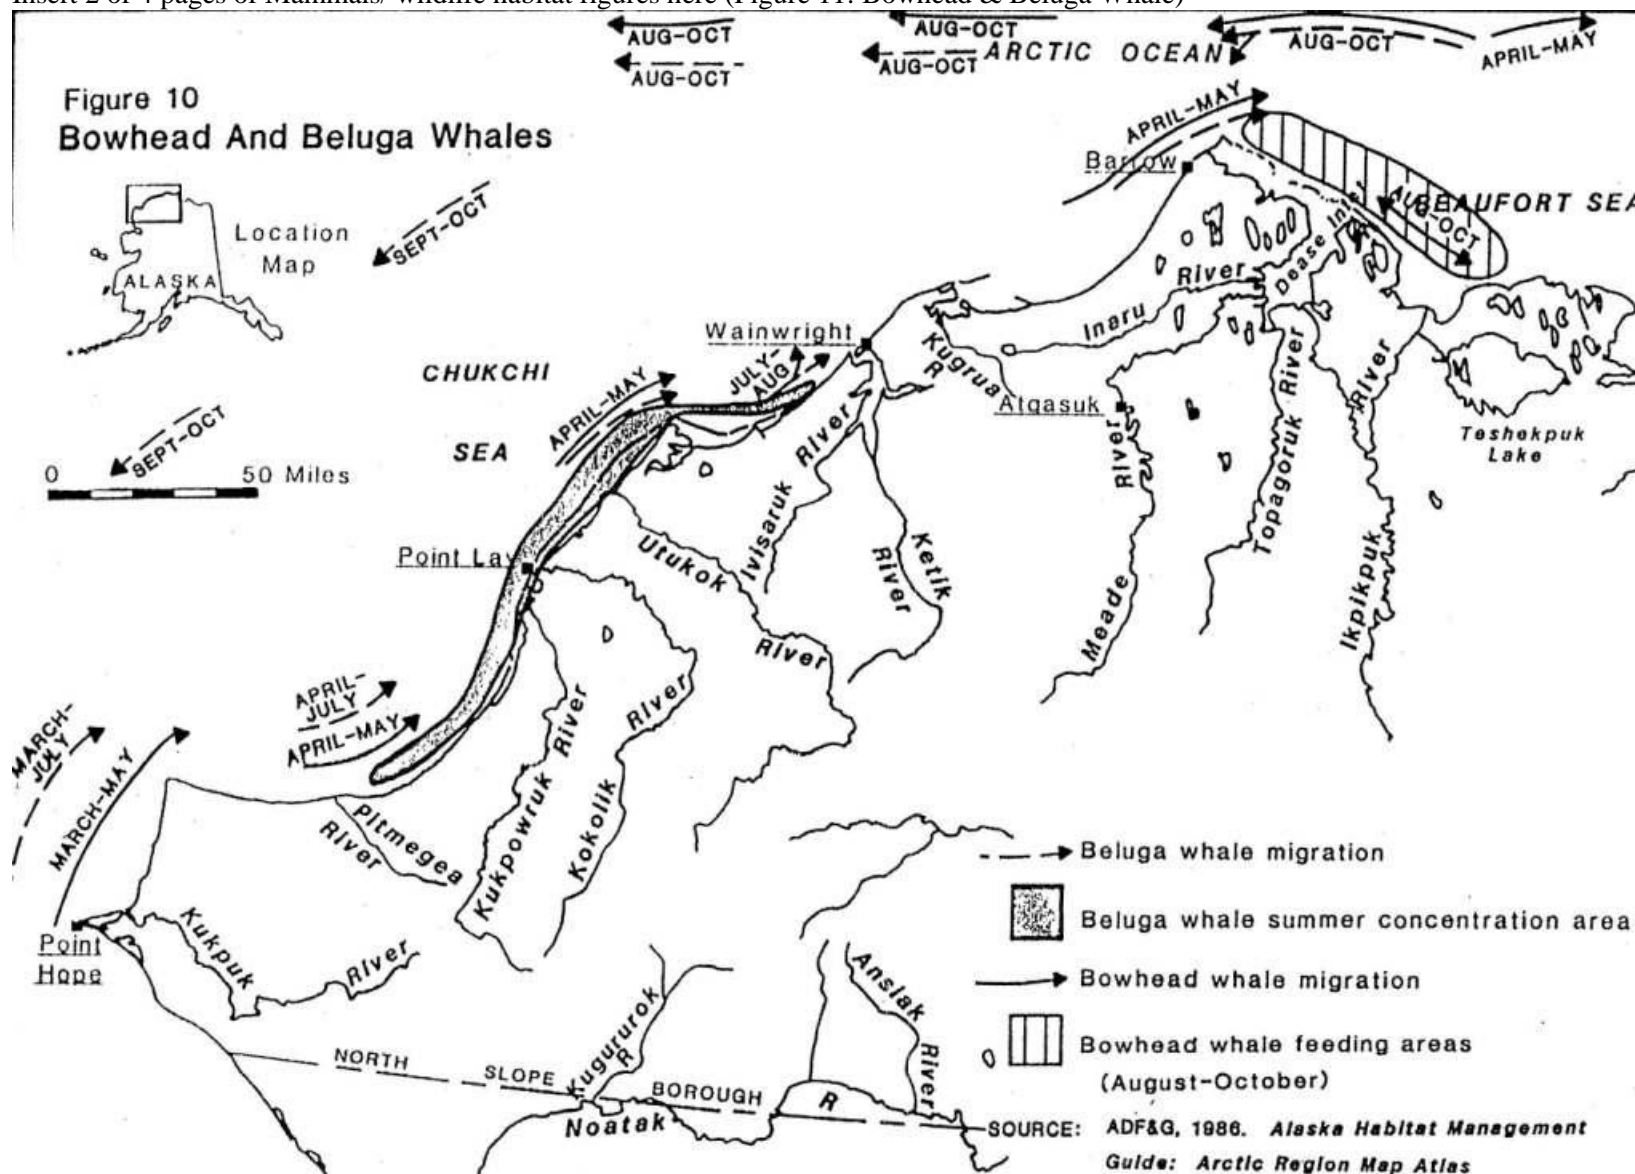 Insert 2 of 4 pages of Mammals/ wildlife habitat figures here (Figure 11: Bowhead & Beluga Whale)
AUG-OCT
AUG-OCT
AUG-OCT
AUG-OCT
ARCTIC OCEAN
AUG-OCT
APRIL-MAY
Figure 10
Bowhead And Beluga Whales
APRIL-MAY
Barrow
BEAUFORT SEA
AUG-OCT
SEPT-OCT
Location
Map
ALASKA
River
Dease Inlet
Inaru
Wainwright
Kugrua
R
CHUKCHI
SEA
APRIL-MAY
JULY-
AUG
Atqasuk
SEPT-OCT
0 50 Miles
River
River
River
River
Teshekpuk
Lake
Topagoruk
Point Lay
Utukok
Ivisaruk
Ketik
River
Meade
Ikpikpuk
River
APRIL-
JULY
APRIL-MAY
River
River
MARCH-
JULY
MARCH-MAY
Pitmegea
River
Kukpowruk
Kokolik
Beluga whale migration
Beluga whale summer concentration area
Point
Hope
Kukpuk
River
Bowhead whale migration
Kugururok
R
Anslak
River
Bowhead whale feeding areas
(August-October)
NORTH SLOPE BOROUGH
R
Noatak
SOURCE: ADF&G, 1986. Alaska Habitat Management
Guide: Arctic Region Map Atlas